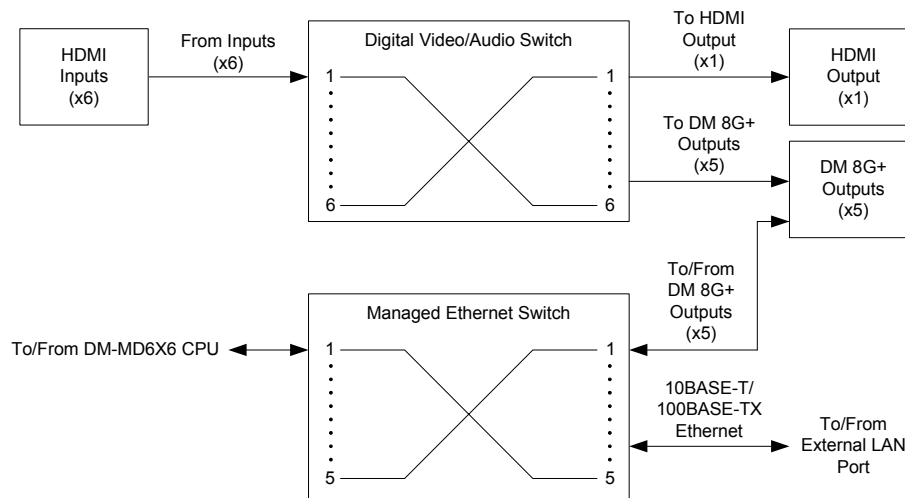 HDMI
Inputs
(x6)
From Inputs
(x6)
Digital Video/Audio Switch
1
6
1
6
To HDMI
Output
(x1)
HDMI
Output
(x1)
To DM 8G+
Outputs
(x5)
DM 8G+
Outputs
(x5)
To/From
DM 8G+
Outputs
(x5)
Managed Ethernet Switch
To/From DM-MD6X6 CPU
1
5
1
5
10BASE-T/
100BASE-TX
Ethernet
To/From
External LAN
Port